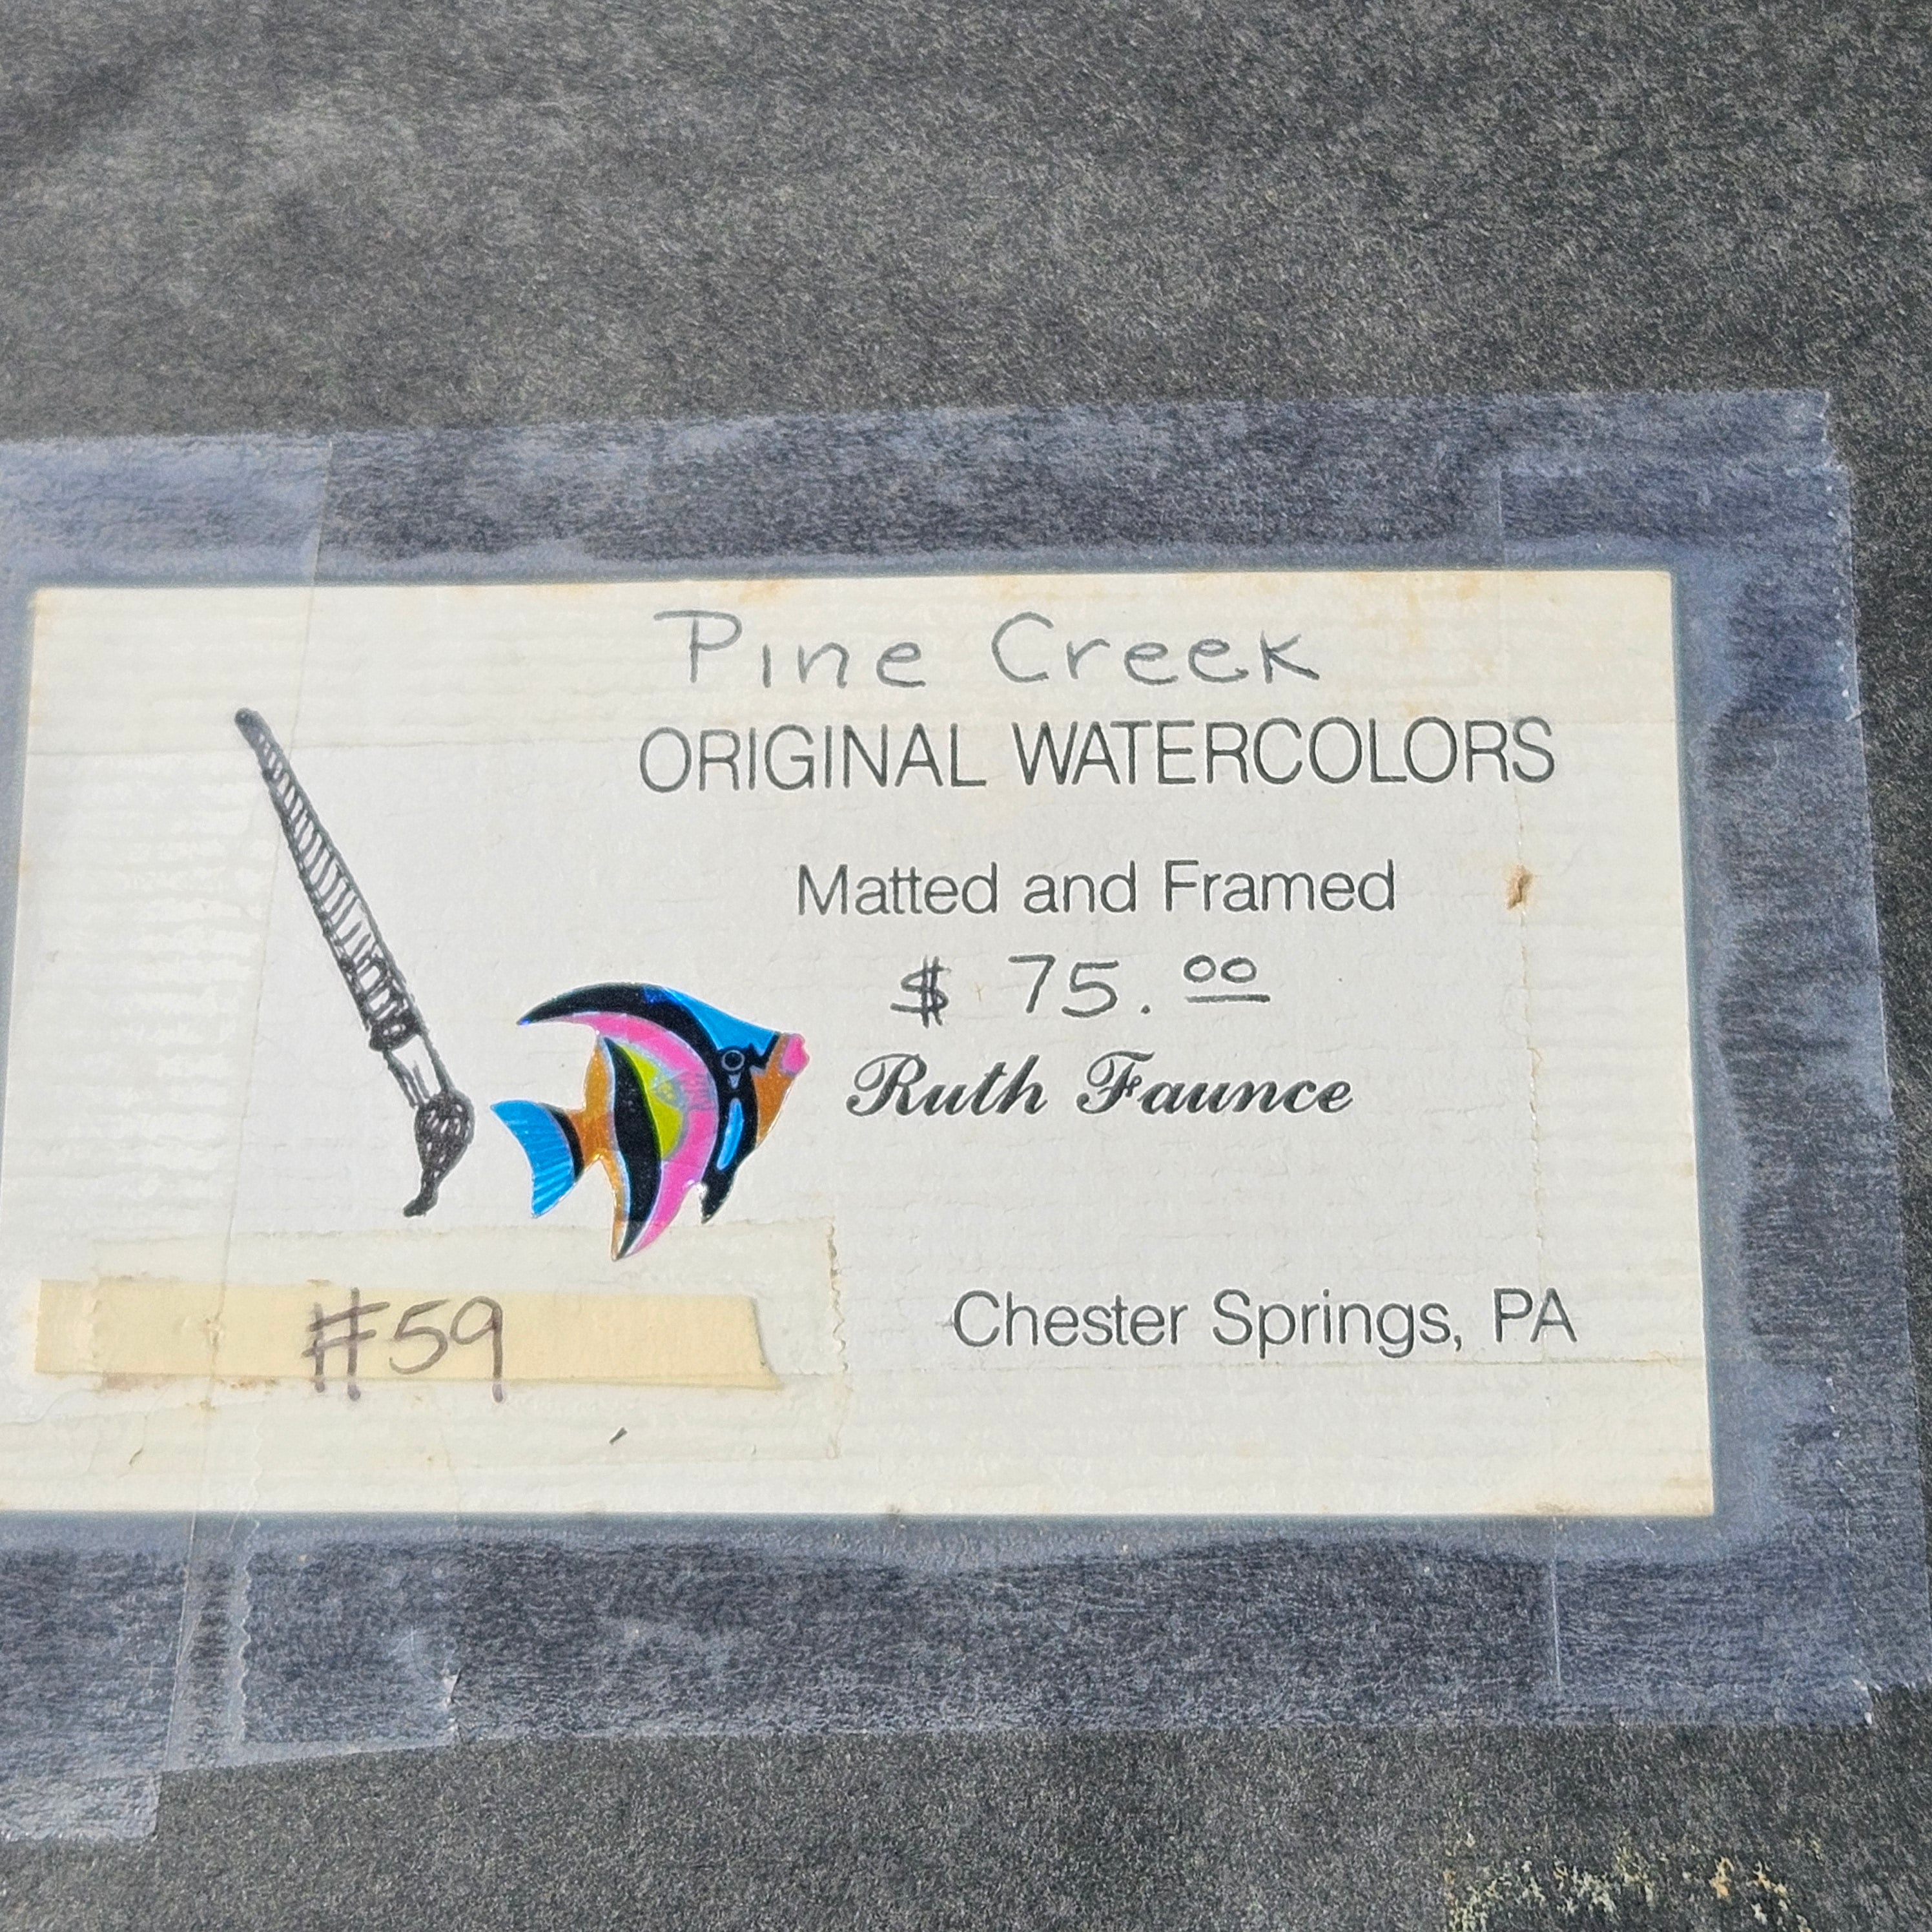 Pine Creek
ORIGINAL WATERCOLORS
Matted and Framed
$ 75.00
Ruth Faunce
#59
Chester Springs, PA